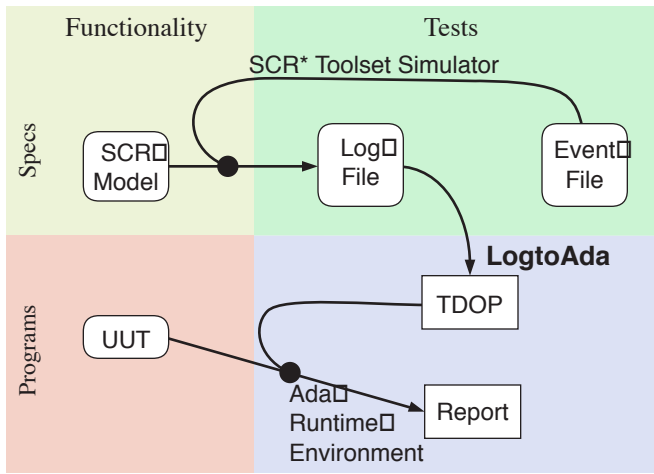 Functionality
Tests
SCR* Toolset Simulator
Specs
SCR
Model
Log
File
Event
File
LogtoAda
Programs
UUT
TDOP
Ada
Runtime
Environment
Report